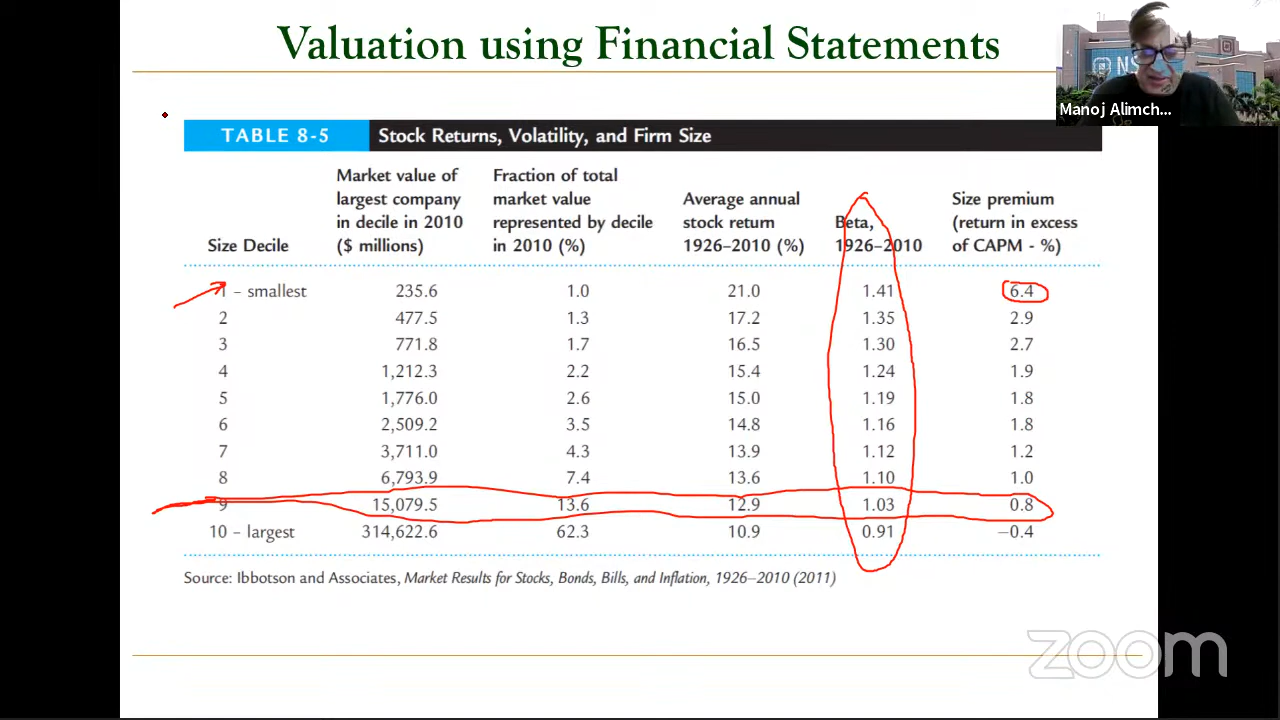 Valuation using Financial Statements
NS
Manoj Alimch...
TABLE 8-5 Stock Returns, Volatility, and Firm Size
Market value of Fraction of total
largest company market value Average annual Size premium
in decile in 2010 represented by decile stock return Beta, (return in excess
Size Decile ($ millions) in 2010 (%) 1926–2010 (%) 1926–2010 of CAPM - %)
1 – smallest 235.6 1.0 21.0 1.41 6.4
2 477.5 1.3 17.2 1.35 2.9
3 771.8 1.7 16.5 1.30 2.7
4 1,212.3 2.2 15.4 1.24 1.9
5 1,776.0 2.6 15.0 1.19 1.8
6 2,509.2 3.5 14.8 1.16 1.8
7 3,711.0 4.3 13.9 1.12 1.2
8 6,793.9 7.4 13.6 1.10 1.0
9 15,079.5 13.6 12.9 1.03 0.8
10 – largest 314,622.6 62.3 10.9 0.91 −0.4
Source: Ibbotson and Associates, Market Results for Stocks, Bonds, Bills, and Inflation, 1926–2010 (2011)
zoom